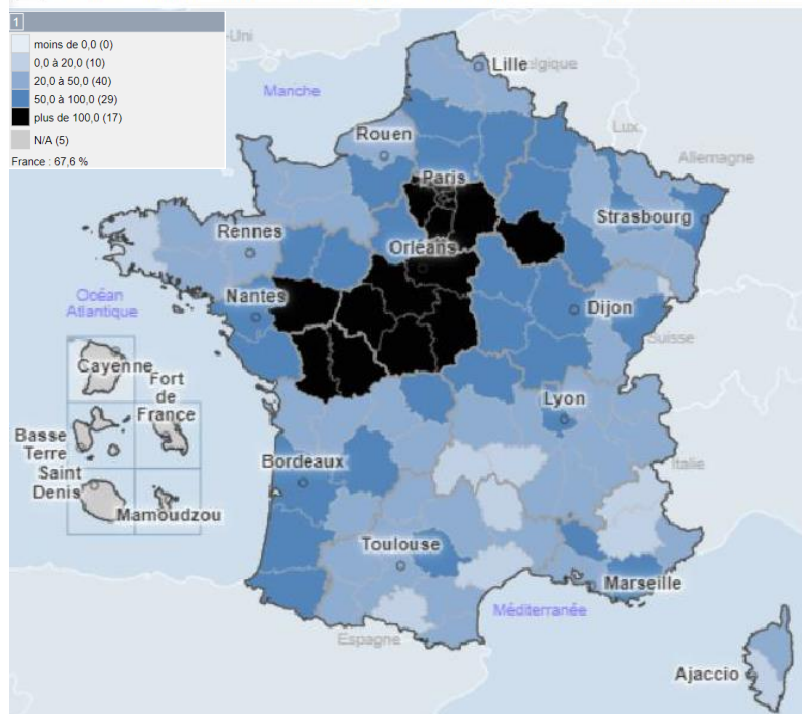 1
moins de 0,0 (0)
0,0 à 20,0 (10)
20,0 à 50,0 (40)
50,0 à 100,0 (29)
plus de 100,0 (17)
N/A (5)
France : 67,6 %
-Uni
Lille
elgique
Manche
Lux.
Rouen
Allemagne
Paris
Strasbourg
Rennes
Orléans
Océan
Atlantique
Nantes
Dijon
Suisse
Cayenne
Fort
de
France
Lyon
Basse
Terre
Bordeaux
Italie
Saint
Denis
Mamoudzou
Toulouse
Marseille
Méditerranée
Espagne
Ajaccio